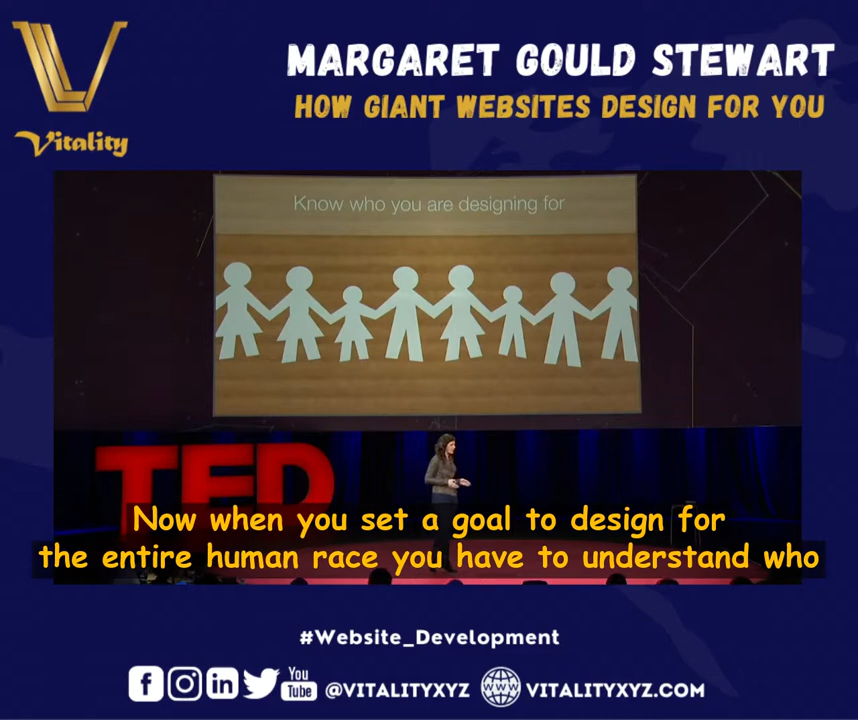 Vitality
MARGARET GOULD STEWART
HOW GIANT WEBSITES DESIGN FOR YOU
Know who you are designing for
TED
Now when you set a goal to design for
the entire human race you have to understand who
#Website_Development
You
Tube
@VITALITYXYZ
VITALITYXYZ.COM